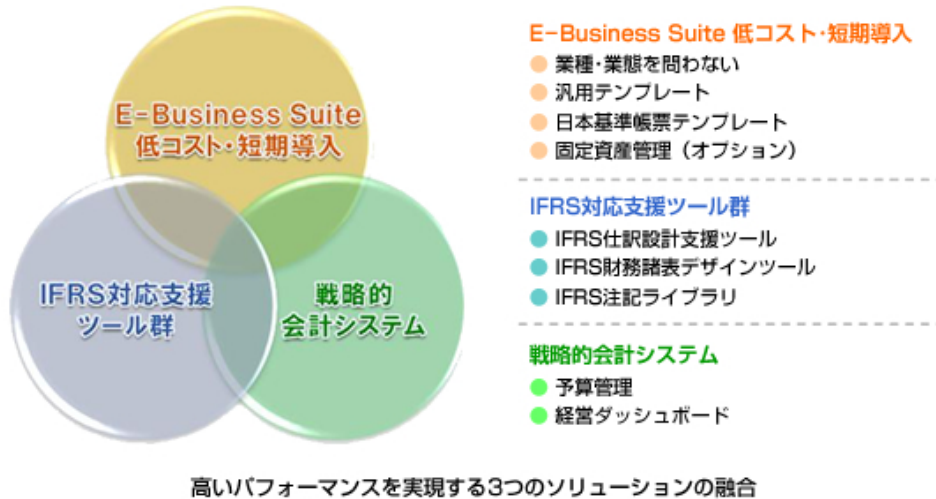 E-Business Suite
低コスト・短期導入
IFRS対応支援
ツール群
戦略的
会計システム
E-Business Suite 低コスト・短期導入
業種・業態を問わない
汎用テンプレート
日本基準帳票テンプレート
固定資産管理（オプション）
IFRS対応支援ツール群
IFRS仕訳設計支援ツール
IFRS財務諸表デザインツール
IFRS注記ライブラリ
戦略的会計システム
予算管理
経営ダッシュボード
高いパフォーマンスを実現する3つのソリューションの融合